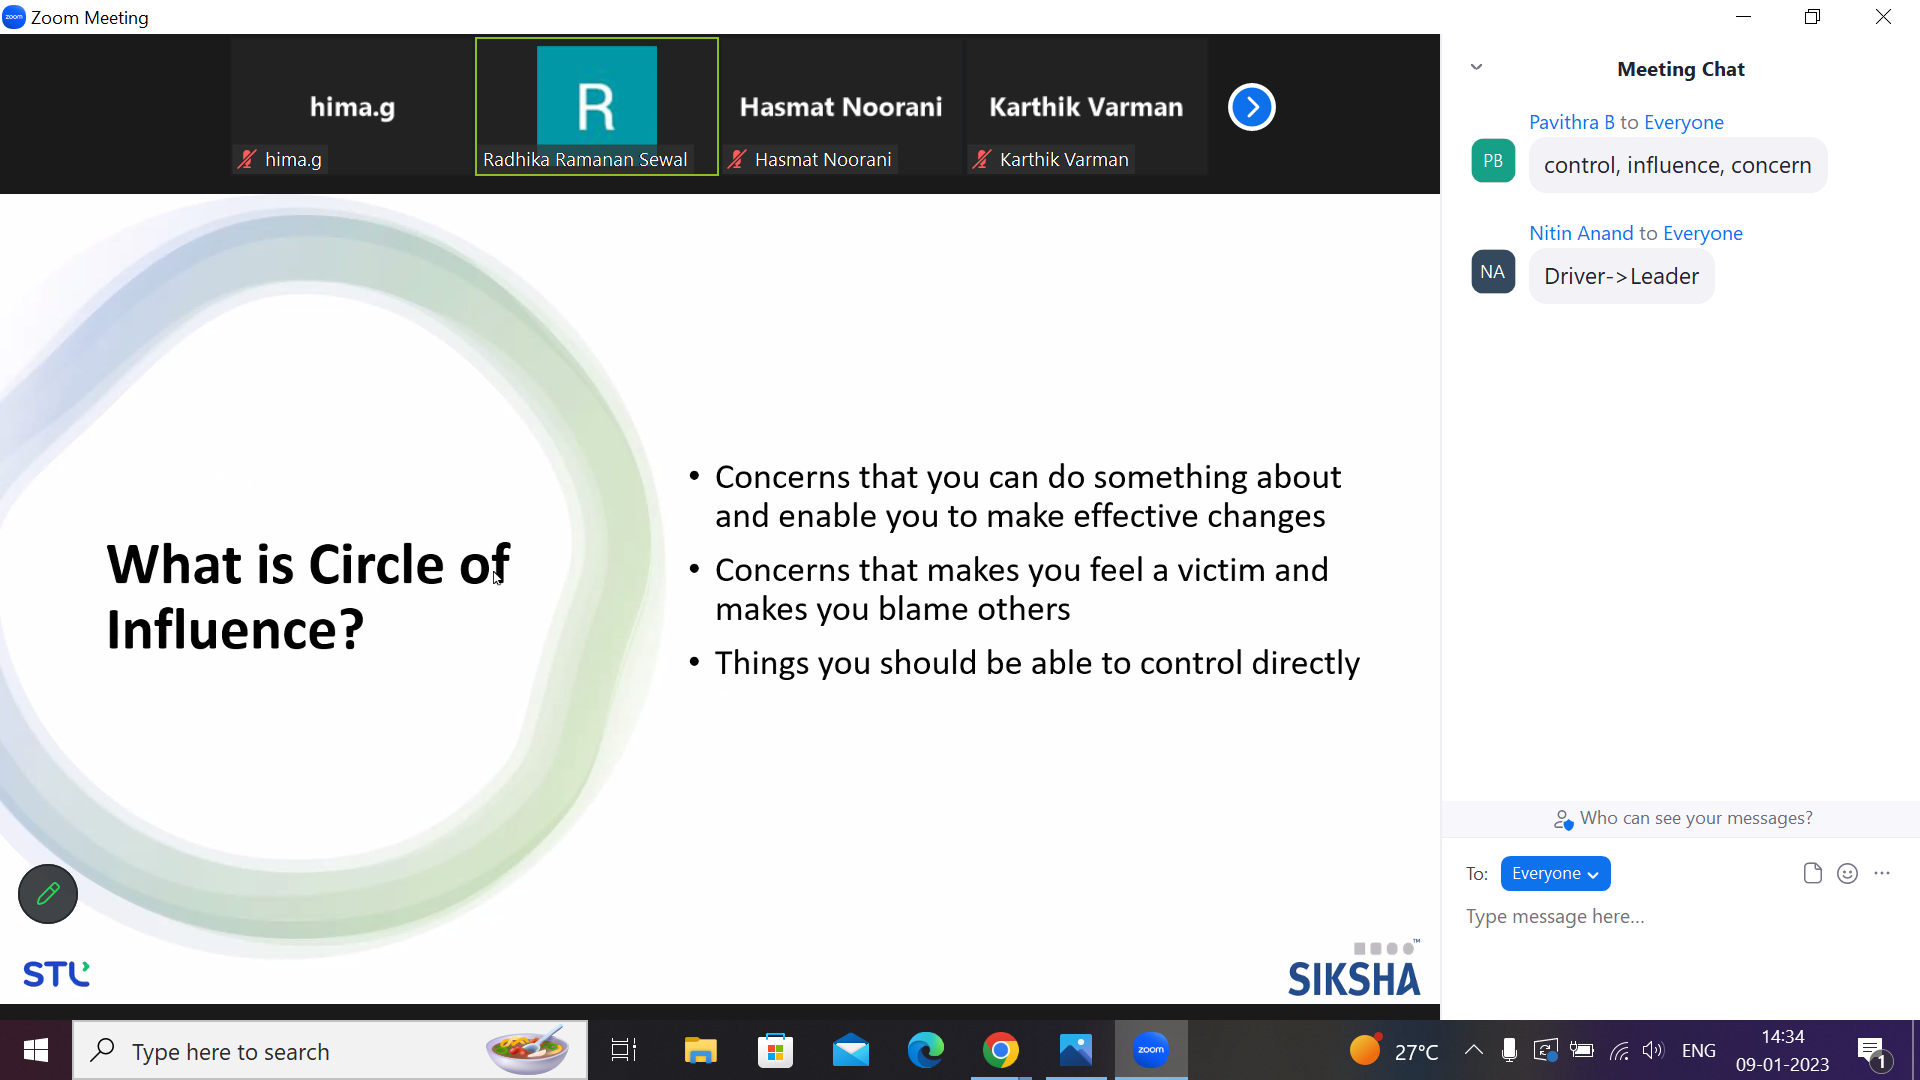 zoom Zoom Meeting
hima.g
R
Hasmat Noorani
Karthik Varman
hima.g
Radhika Ramanan Sewal
Hasmat Noorani
Karthik Varman
What is Circle of
Influence?
• Concerns that you can do something about
and enable you to make effective changes
• Concerns that makes you feel a victim and
makes you blame others
• Things you should be able to control directly
STL
TM
SIKSHA
Meeting Chat
Pavithra B to Everyone
PB
control, influence, concern
Nitin Anand to Everyone
NA
Driver->Leader
Who can see your messages?
To: Everyone
Type message here...
Type here to search
zoom
27°C
ENG
14:34
09-01-2023
1